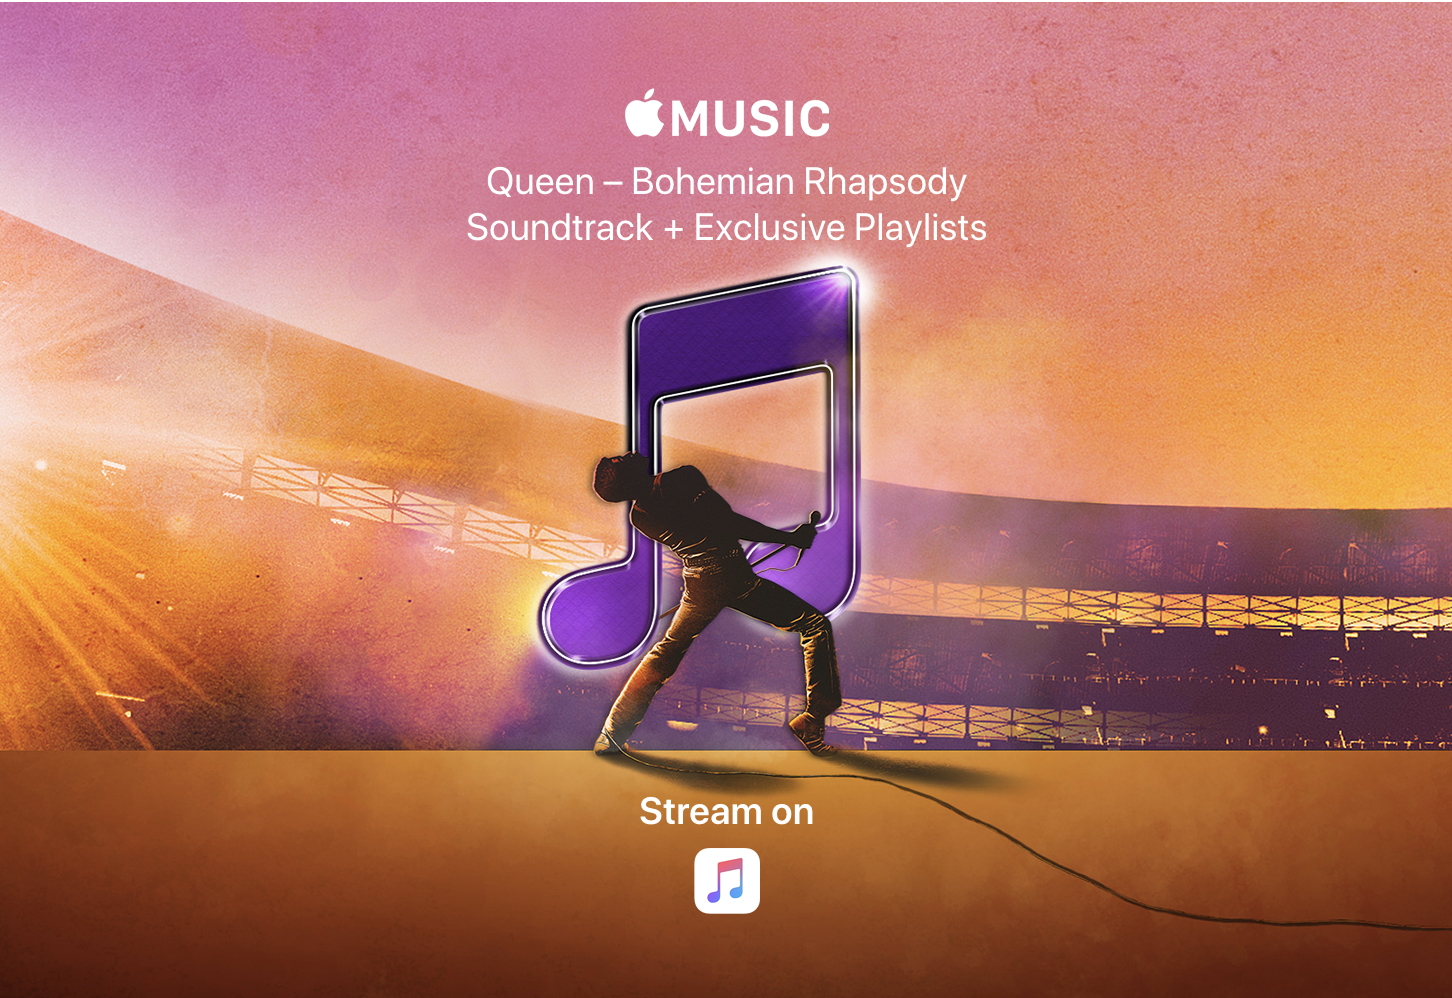 MUSIC
Queen – Bohemian Rhapsody
Soundtrack + Exclusive Playlists
Stream on